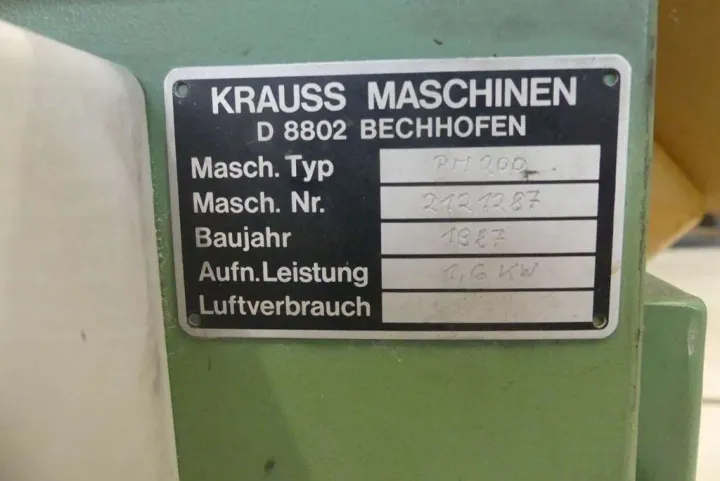 KRAUSS MASCHINEN
D 8802 BECHHOFEN
Masch. Typ PM 200
Masch. Nr. 2121287
Baujahr 1987
Aufn.Leistung 1,6 KW
Luftverbrauch